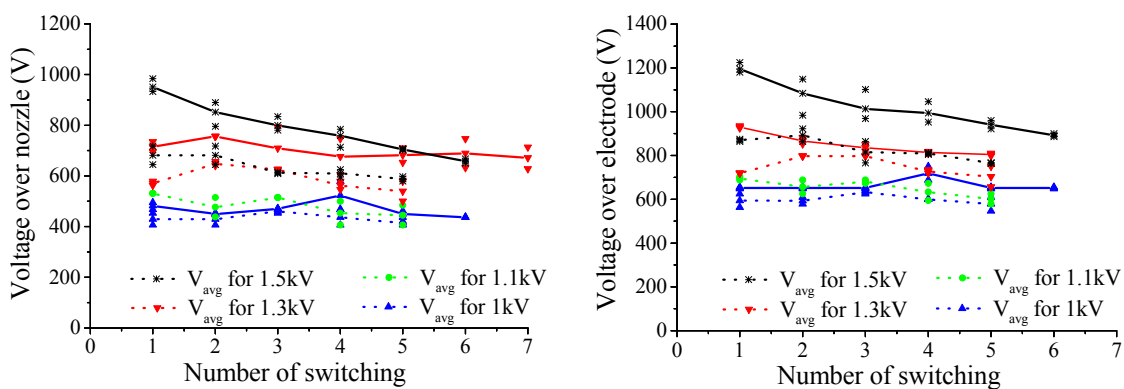 Voltage over nozzle (V)
1200
1000
800
600
400
200
0
0 1 2 3 4 5 6 7
Number of switching
Vavg for 1.5kV
Vavg for 1.3kV
Vavg for 1.1kV
Vavg for 1kV
Voltage over electrode (V)
1400
1200
1000
800
600
400
200
0
0 1 2 3 4 5 6 7
Number of switching
Vavg for 1.5kV
Vavg for 1.3kV
Vavg for 1.1kV
Vavg for 1kV